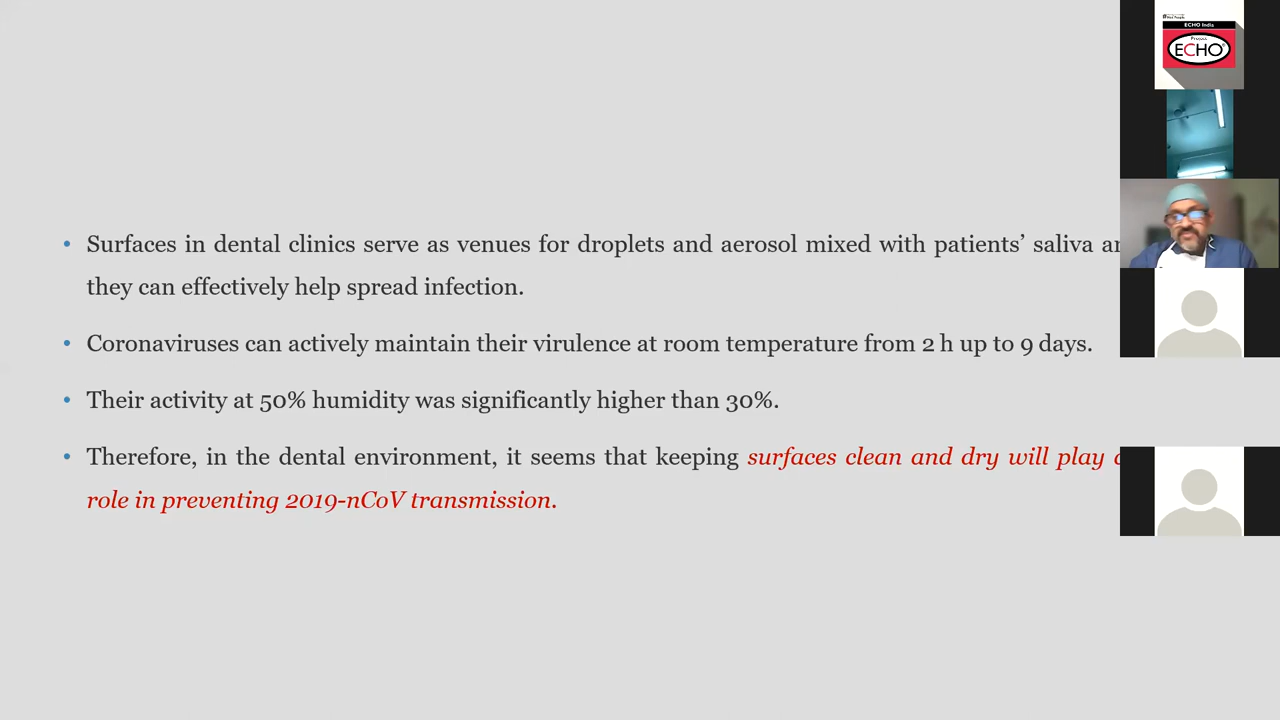 • Surfaces in dental clinics serve as venues for droplets and aerosol mixed with patients’ saliva
they can effectively help spread infection.
• Coronaviruses can actively maintain their virulence at room temperature from 2 h up to 9 days.
• Their activity at 50% humidity was significantly higher than 30%.
• Therefore, in the dental environment, it seems that keeping surfaces clean and dry will play
role in preventing 2019-nCoV transmission.
ECHO India
Project
ECHO